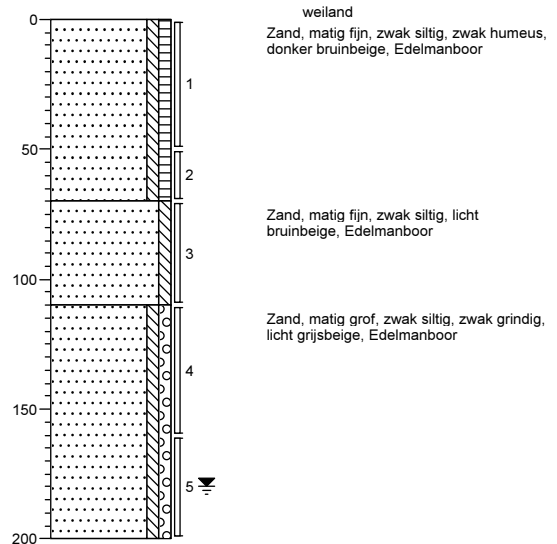 weiland
0
Zand, matig fijn, zwak siltig, zwak humeus,
donker bruinbeige, Edelmanboor
1
50
2
Zand, matig fijn, zwak siltig, licht
bruinbeige, Edelmanboor
3
100
Zand, matig grof, zwak siltig, zwak grindig,
licht grijsbeige, Edelmanboor
4
150
5
200